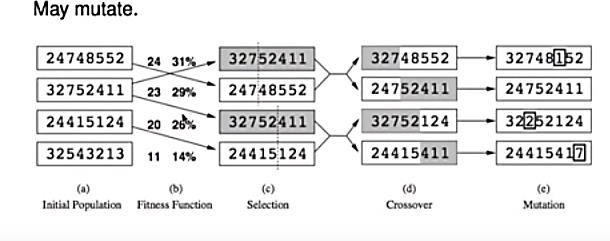 May mutate.
24748552 24 31% 32752411 32748552 32748152
32752411 23 29% 24748552 24752411 24752411
24415124 20 26% 32752411 32752124 32252124
32543213 11 14% 24415124 24415411 24415417
(a) (b) (c) (d) (e)
Initial Population Fitness Function Selection Crossover Mutation